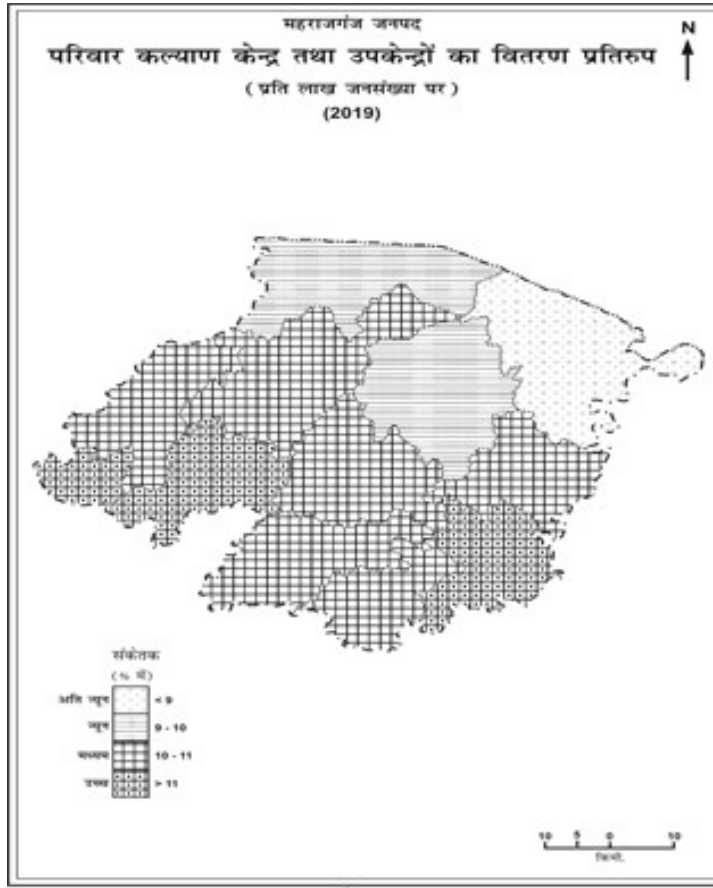 महराजगंज जनपद
N
परिवार कल्याण केन्द्र तथा उपकेन्द्रों का वितरण प्रतिरुप
( प्रति लाख जनसंख्या पर )
(2019)
संकेतक
(% में)
अति न्यून < 9
न्यून 9 - 10
मध्यम 10 - 11
उच्च > 11
10 5 0 10
किमी.